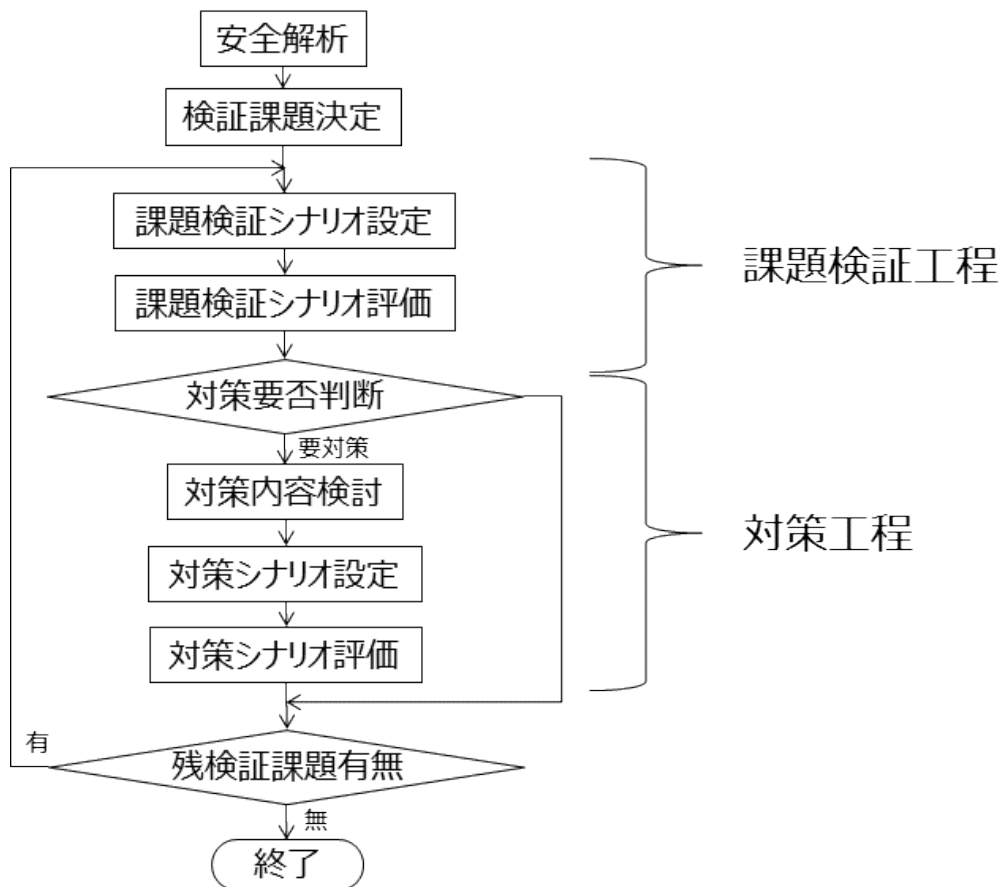 安全解析
検証課題決定
課題検証シナリオ設定
課題検証シナリオ評価
課題検証工程
対策要否判断
要対策
対策内容検討
対策シナリオ設定
対策工程
対策シナリオ評価
有
残検証課題有無
無
終了